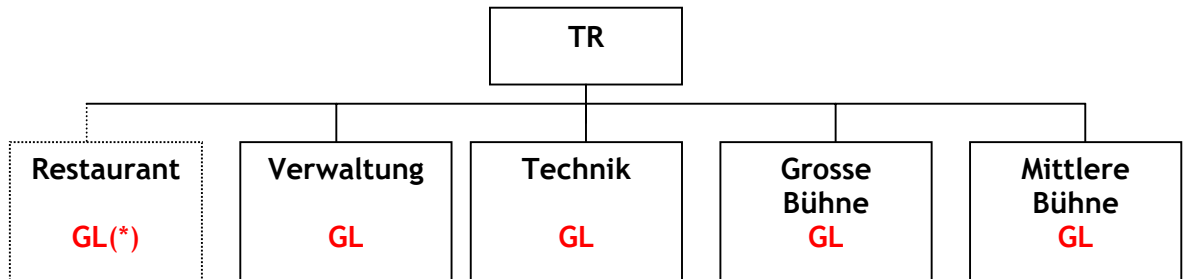 TR
Restaurant
GL(*)
Verwaltung
GL
Technik
GL
Grosse
Bühne
GL
Mittlere
Bühne
GL